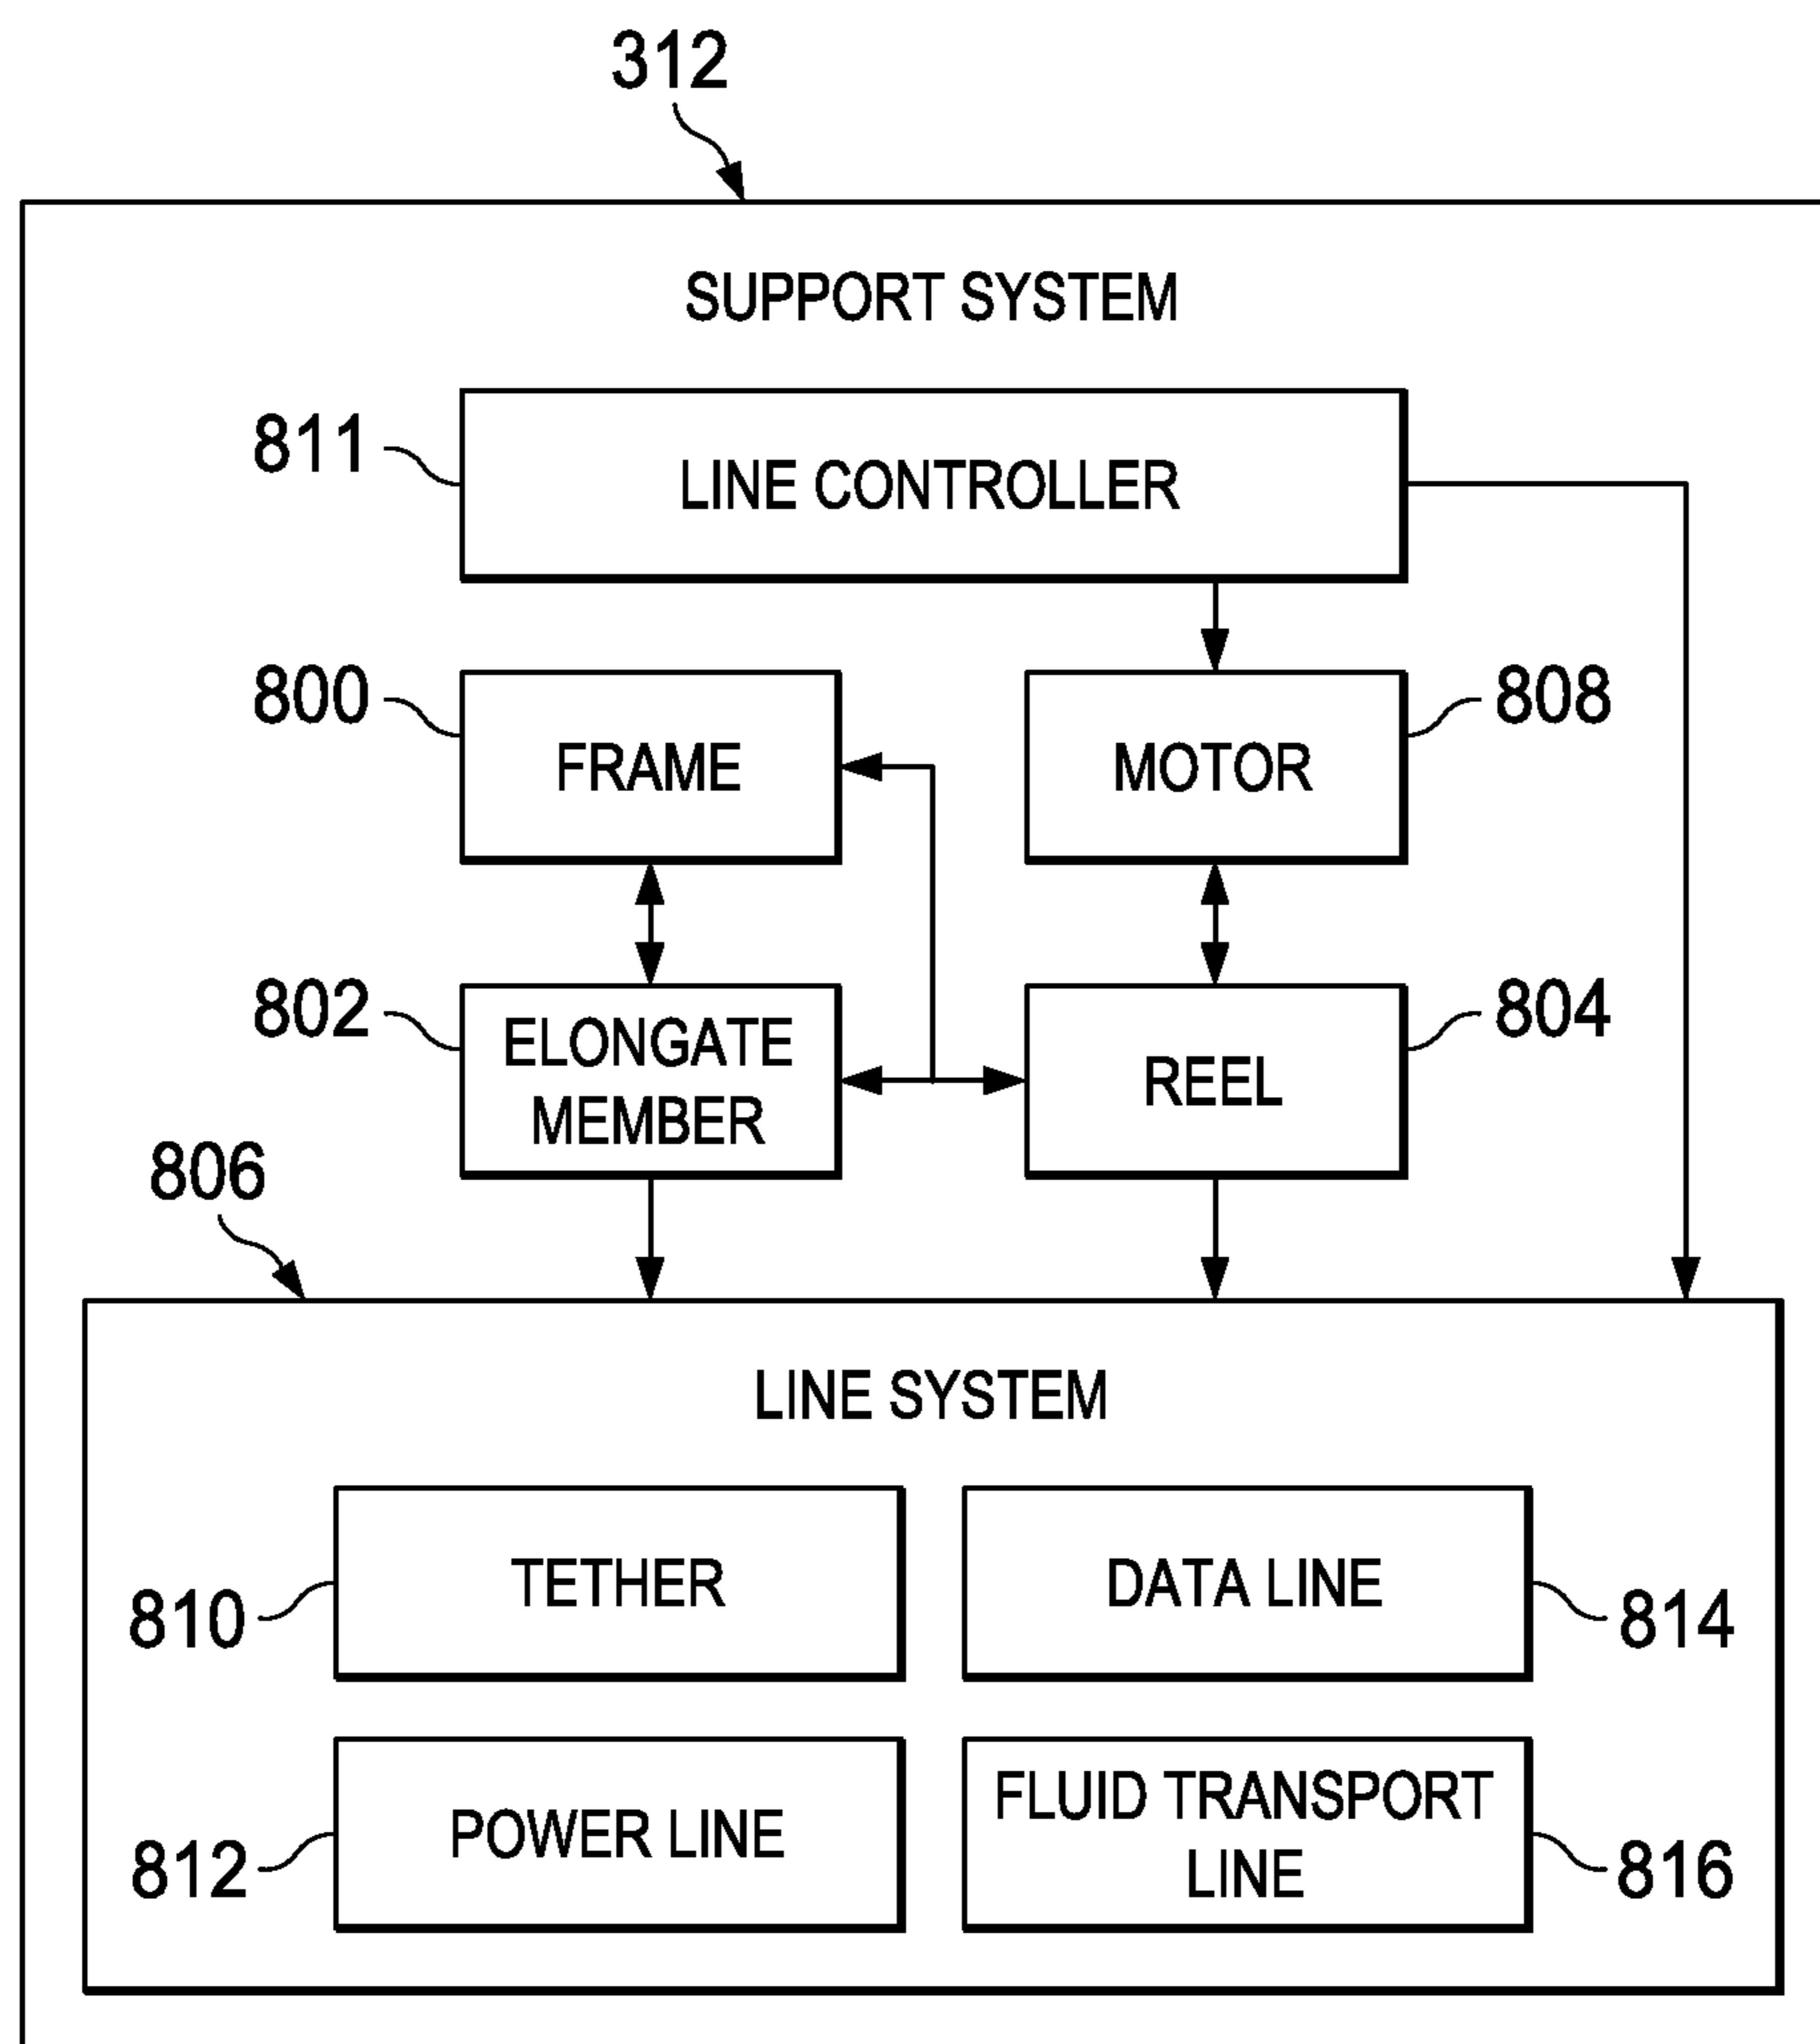 312
SUPPORT SYSTEM
811
LINE CONTROLLER
800
FRAME
MOTOR
808
802
ELONGATE
MEMBER
REEL
804
806
LINE SYSTEM
TETHER
DATA LINE
810
814
POWER LINE
FLUID TRANSPORT
LINE
812
816